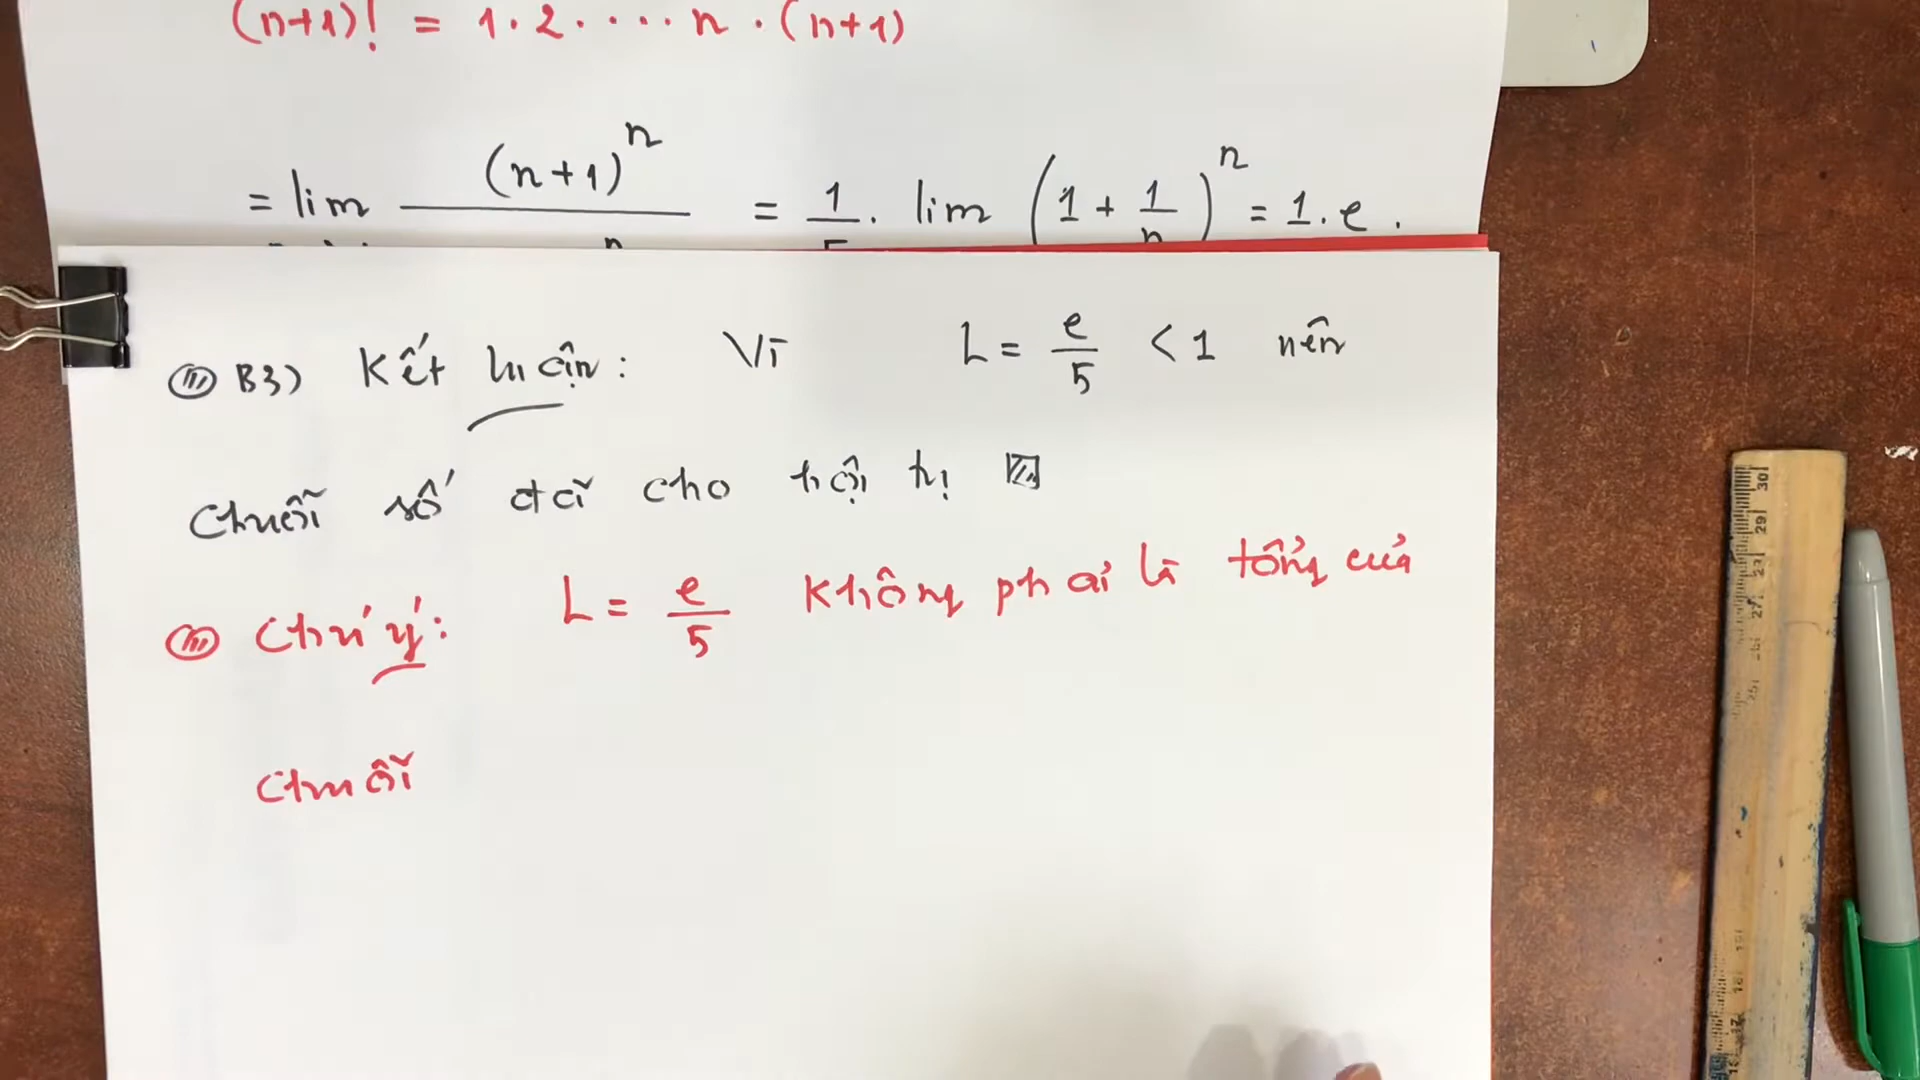 (n+1)! = 1.2.....n.(n+1)
= lim (n+1)^n / = 1/5 . lim (1 + 1/n)^n = 1.e.
B3) Kết luận: Vì L = e/5 < 1 nên
chuỗi số đã cho hội tụ
Chú ý: L = e/5 không phải là tổng của
chuỗi